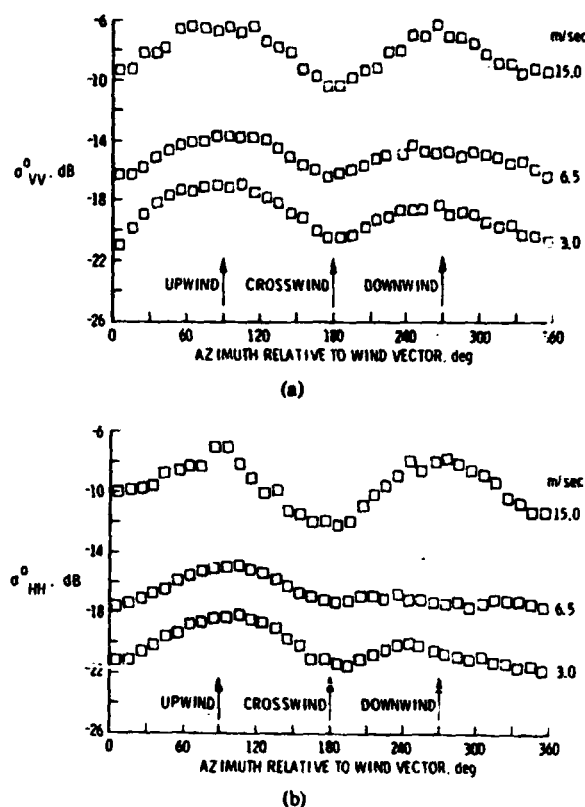 -6
m/sec
-10
15.0
-14
σ⁰VV, dB
6.5
-18
3.0
-22
UPWIND CROSSWIND DOWNWIND
-26
0 60 120 180 240 300 360
AZIMUTH RELATIVE TO WIND VECTOR, deg
(a)
-6
m/sec
-10
15.0
-14
σ⁰HH, dB
6.5
-18
3.0
-22
UPWIND CROSSWIND DOWNWIND
-26
0 60 120 180 240 300 360
AZIMUTH RELATIVE TO WIND VECTOR, deg
(b)